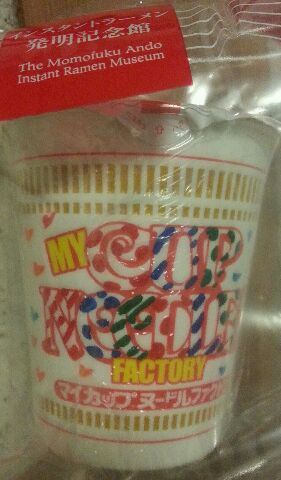 インスタントラーメン
発明記念館
The Momofuku Ando
Instant Ramen Museum
MY
CUP
NOODLE
FACTORY
マイカップヌードルファクト